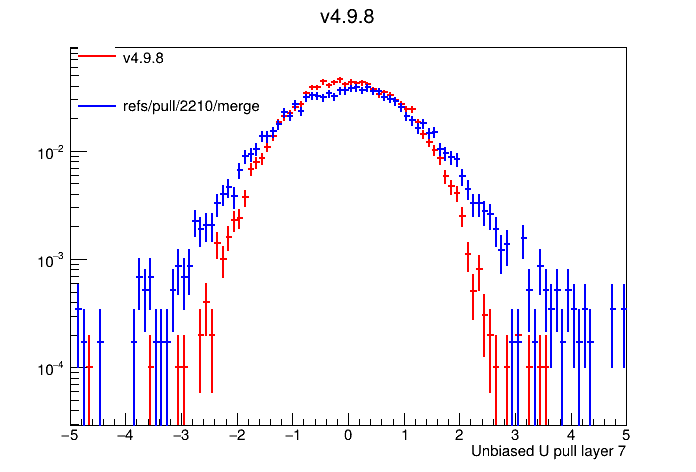 v4.9.8
v4.9.8
refs/pull/2210/merge
10⁻²
10⁻³
10⁻⁴
−5 −4 −3 −2 −1 0 1 2 3 4 5
Unbiased U pull layer 7